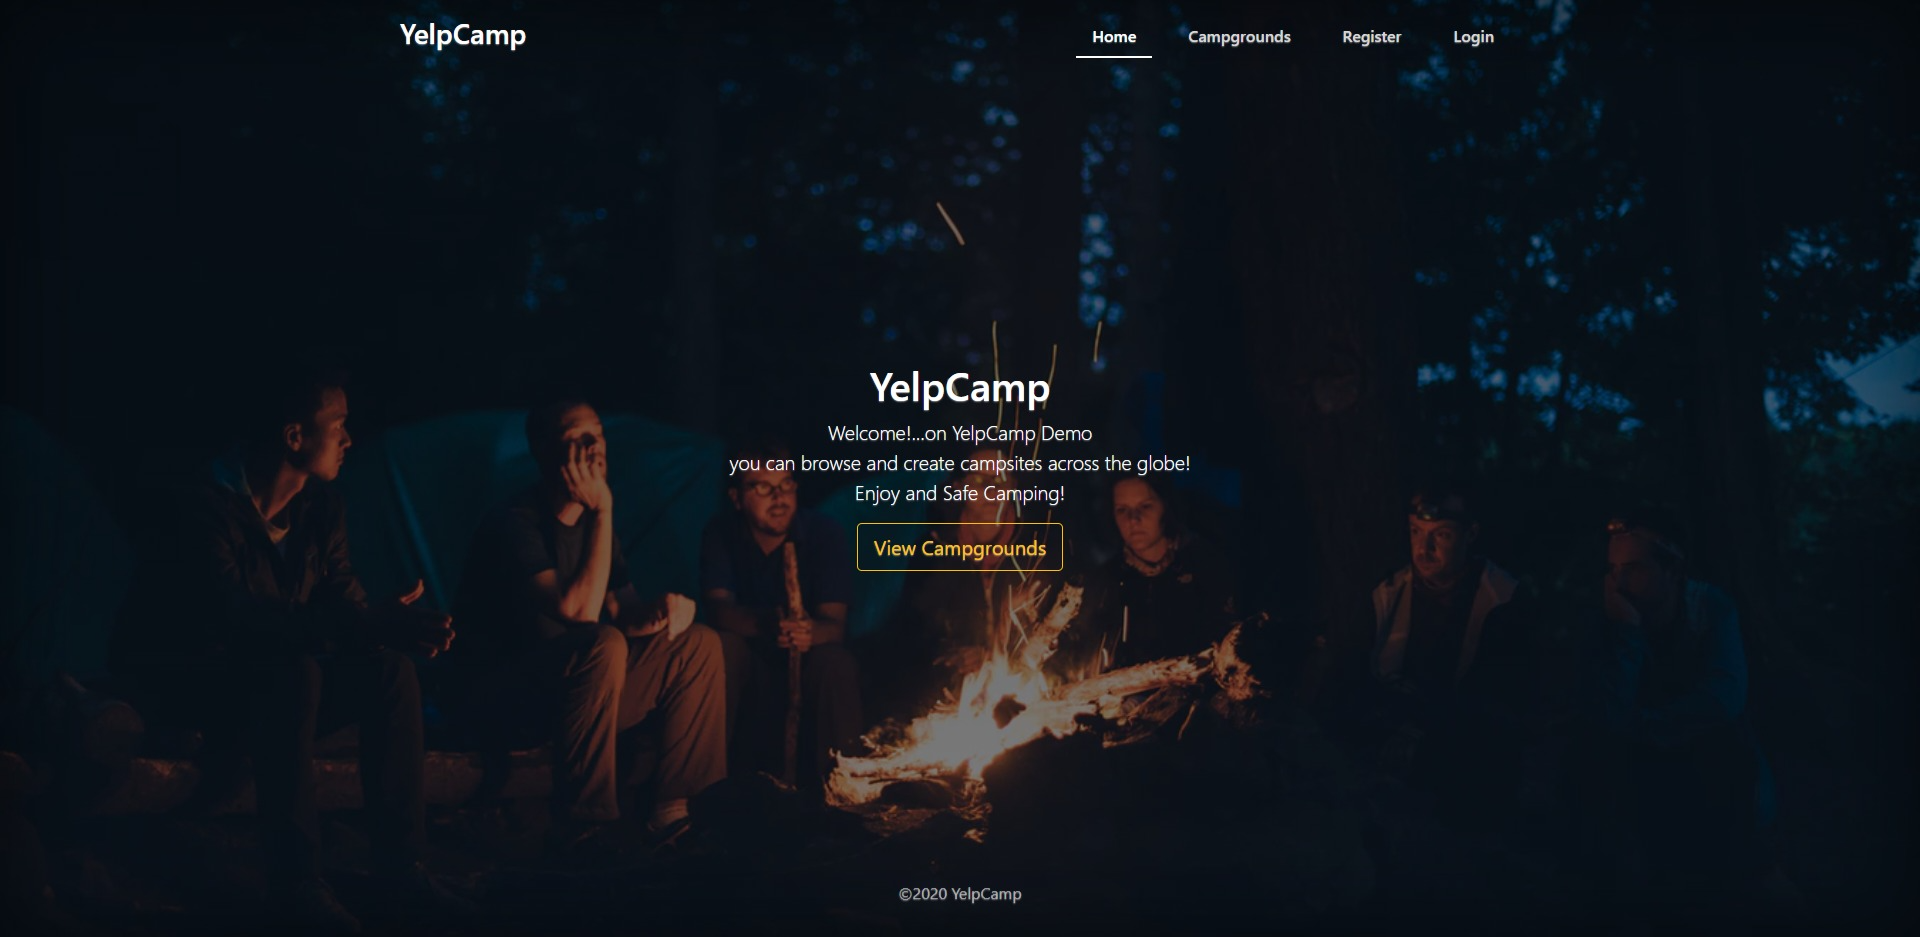 YelpCamp
Home Campgrounds Register Login
YelpCamp
Welcome!...on YelpCamp Demo
you can browse and create campsites across the globe!
Enjoy and Safe Camping!
View Campgrounds
©2020 YelpCamp